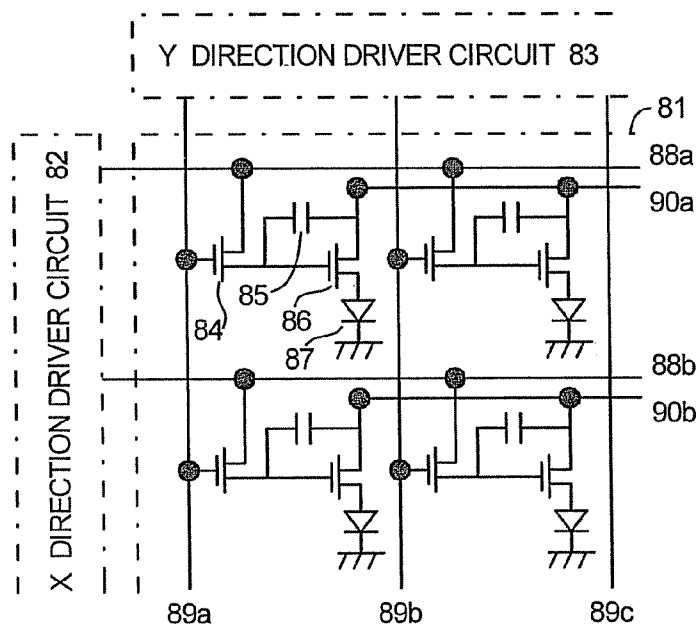 Y DIRECTION DRIVER CIRCUIT 83
81
X DIRECTION DRIVER CIRCUIT 82
88a
90a
84
85
86
87
88b
90b
89a
89b
89c